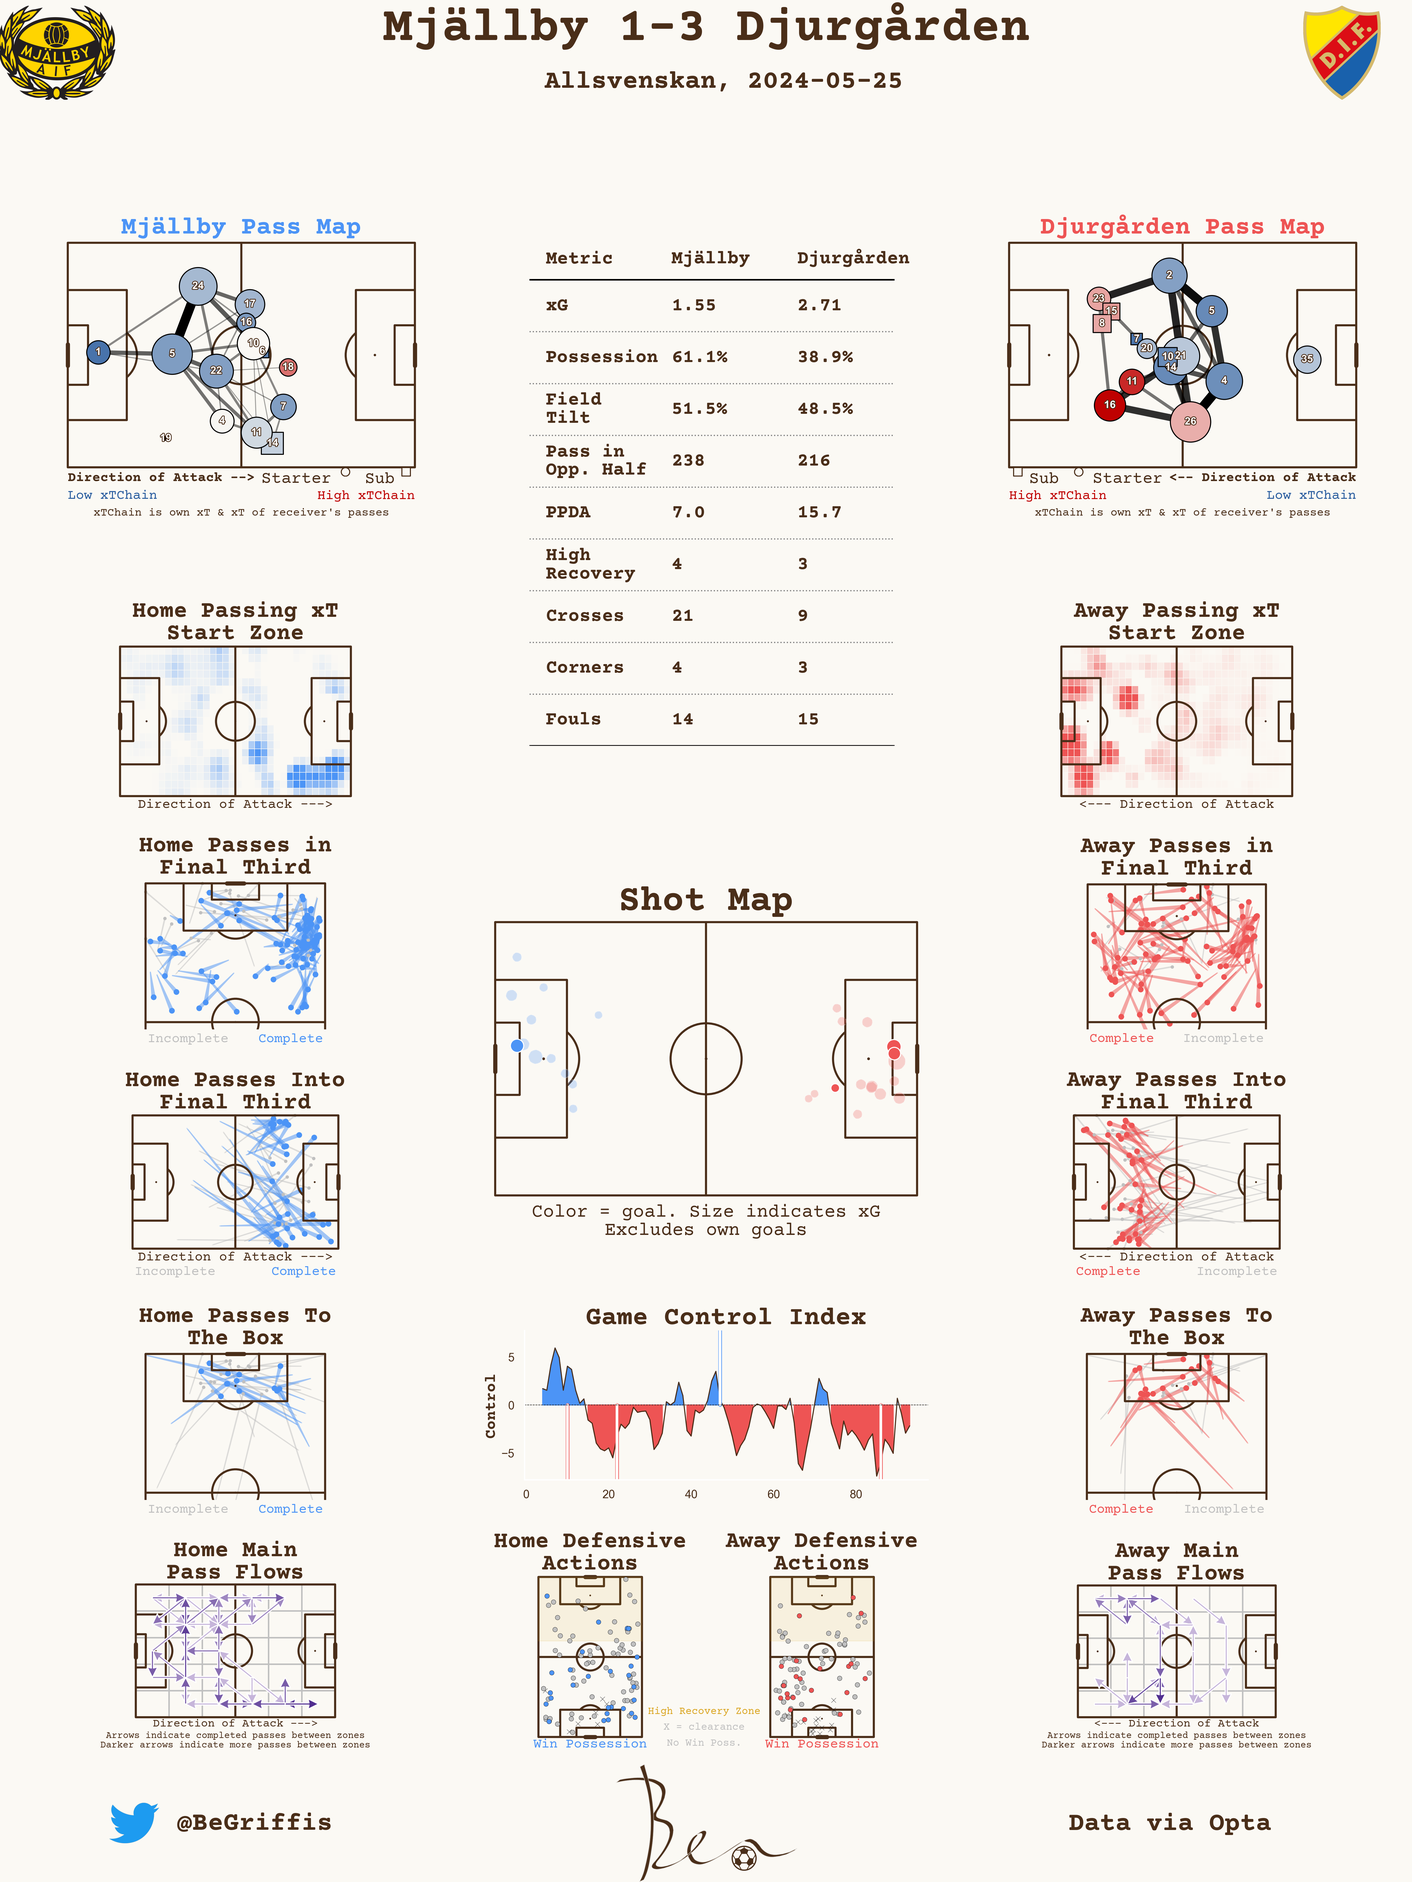 Mjällby 1-3 Djurgården
Allsvenskan, 2024-05-25
MJÄLLBY
AIF
D.I.F.
Mjällby Pass Map
24
17
16
10
6
1
5
22
18
7
4
11
14
19
Direction of Attack --> Starter Sub
Low xTChain High xTChain
xTChain is own xT & xT of receiver's passes
Metric Mjällby Djurgården
xG 1.55 2.71
Possession 61.1% 38.9%
Field
Tilt 51.5% 48.5%
Pass in
Opp. Half 238 216
PPDA 7.0 15.7
High
Recovery 4 3
Crosses 21 9
Corners 4 3
Fouls 14 15
Djurgården Pass Map
2
23
15
8
5
7
20
10
21
14
35
11
4
16
26
Sub Starter <-- Direction of Attack
High xTChain Low xTChain
xTChain is own xT & xT of receiver's passes
Home Passing xT
Start Zone
Direction of Attack --->
Away Passing xT
Start Zone
<--- Direction of Attack
Home Passes in
Final Third
Incomplete Complete
Away Passes in
Final Third
Complete Incomplete
Shot Map
Color = goal. Size indicates xG
Excludes own goals
Home Passes Into
Final Third
Direction of Attack --->
Incomplete Complete
Away Passes Into
Final Third
<--- Direction of Attack
Complete Incomplete
Home Passes To
The Box
Incomplete Complete
Game Control Index
Control
5
0
−5
0 20 40 60 80
Away Passes To
The Box
Complete Incomplete
Home Main
Pass Flows
Direction of Attack --->
Arrows indicate completed passes between zones
Darker arrows indicate more passes between zones
Home Defensive
Actions
Win Possession
Away Defensive
Actions
Win Possession
High Recovery Zone
X = clearance
No Win Poss.
Away Main
Pass Flows
<--- Direction of Attack
Arrows indicate completed passes between zones
Darker arrows indicate more passes between zones
@BeGriffis
Ben
Data via Opta